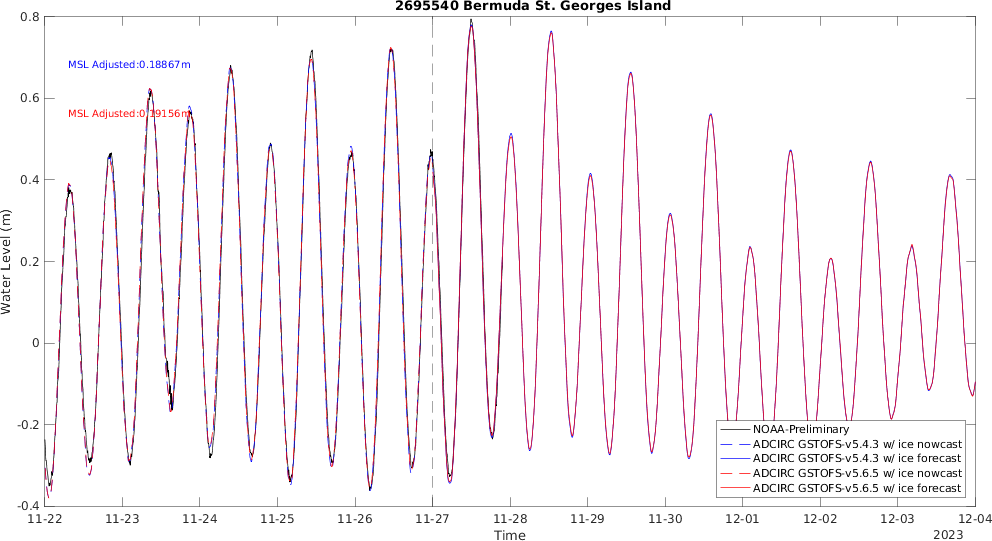 2695540 Bermuda St. Georges Island
0.8
MSL Adjusted:0.18867m
0.6
MSL Adjusted:0.19156m
0.4
0.2
0
-0.2
-0.4
Water Level (m)
NOAA-Preliminary
ADCIRC GSTOFS-v5.4.3 w/ ice nowcast
ADCIRC GSTOFS-v5.4.3 w/ ice forecast
ADCIRC GSTOFS-v5.6.5 w/ ice nowcast
ADCIRC GSTOFS-v5.6.5 w/ ice forecast
11-22 11-23 11-24 11-25 11-26 11-27 11-28 11-29 11-30 12-01 12-02 12-03 12-04
Time
2023